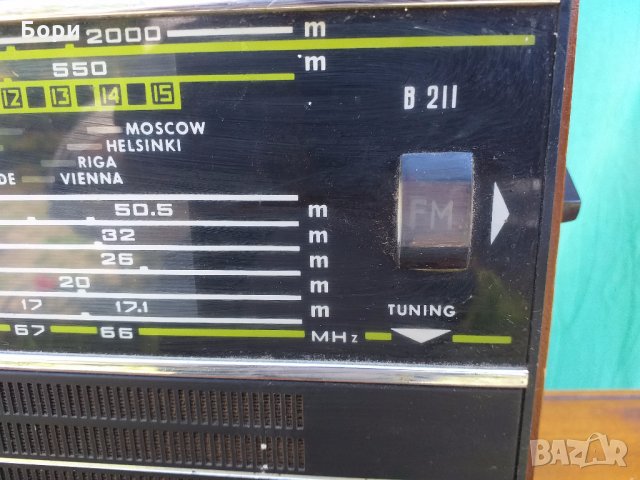 Бори
2000 m
550 m
B 211
12 13 14 15
MOSCOW
HELSINKI
RIGA
DE VIENNA
50.5 m
FM
32 m
26 m
20 m
17 17.1 m
TUNING
67 66 MHz
BAZAR